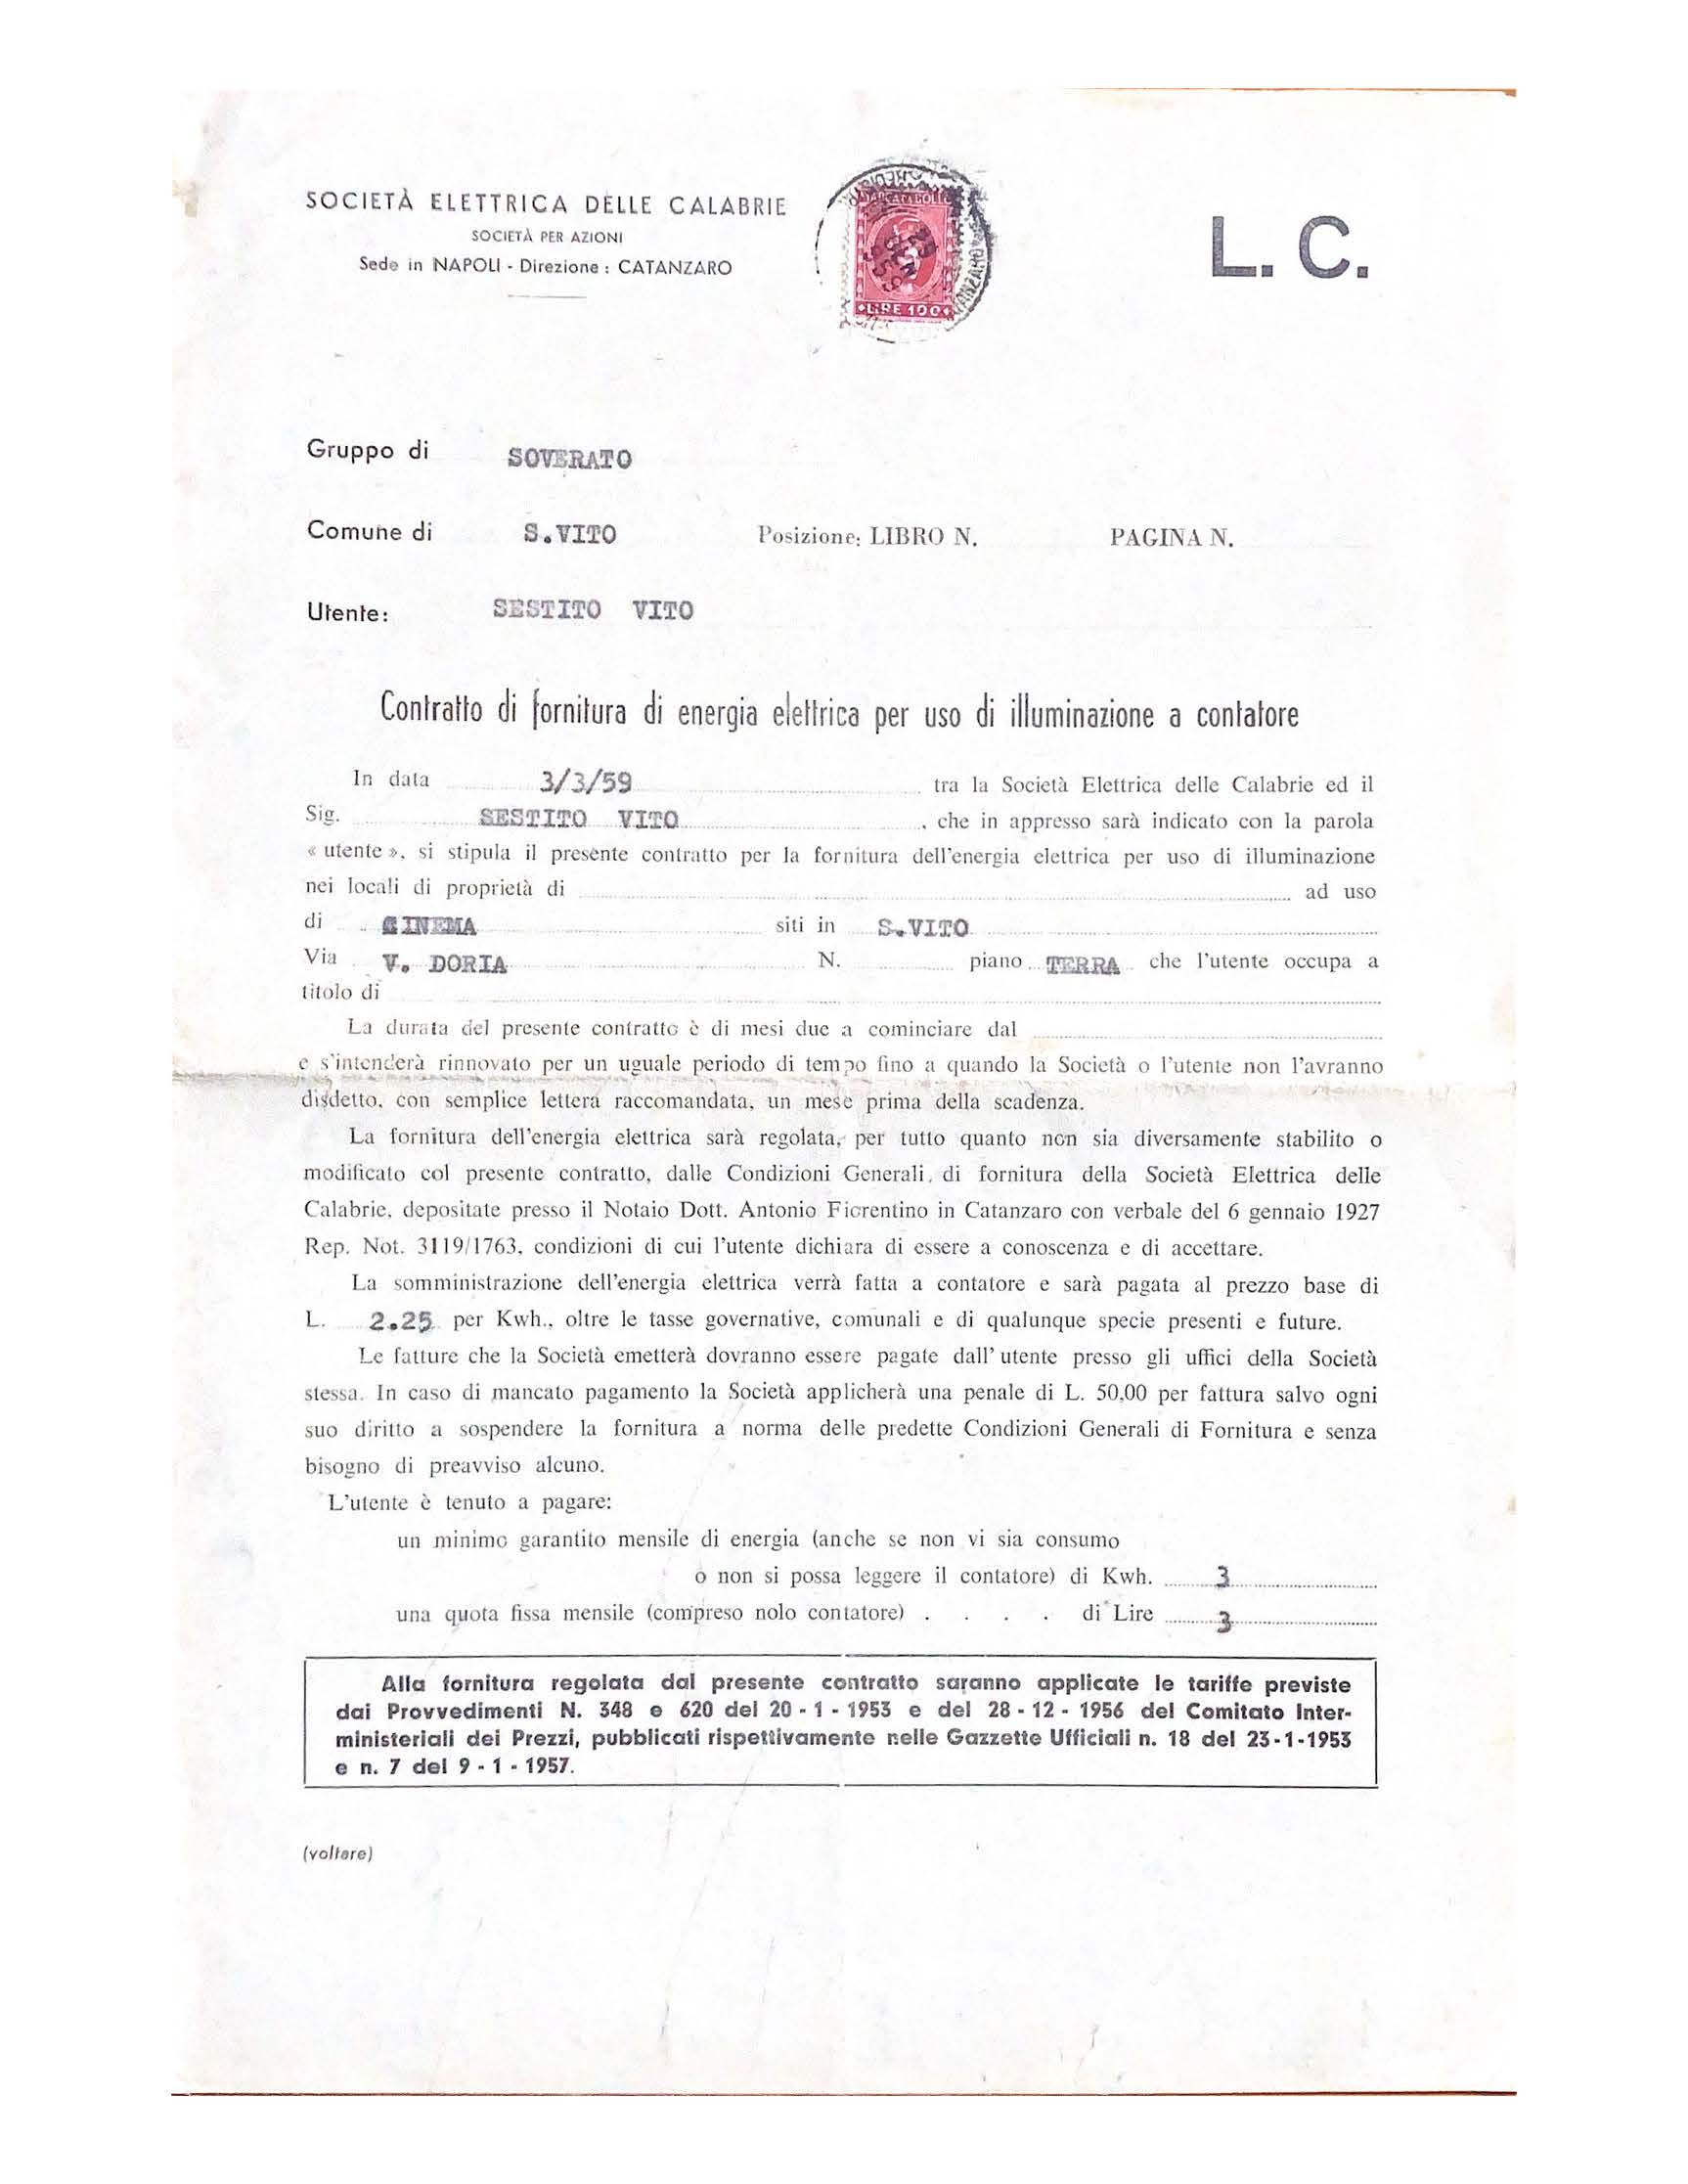 SOCIETÀ ELETTRICA DELLE CALABRIE
SOCIETÀ PER AZIONI
Sede in NAPOLI - Direzione: CATANZARO
MARCA DA BOLLO
LIRE 100
CATANZARO
L. C.
Gruppo di SOVERATO
Comune di S.VITO Posizione: LIBRO N. PAGINA N.
Utente: SESTITO VITO
Contratto di fornitura di energia elettrica per uso di illuminazione a contatore
In data 3/3/59 tra la Società Elettrica delle Calabrie ed il
Sig. SESTITO VITO , che in appresso sarà indicato con la parola
« utente », si stipula il presente contratto per la fornitura dell'energia elettrica per uso di illuminazione
nei locali di proprietà di ad uso
di CINEMA siti in S.VITO
Via V. DORIA N. piano TERRA che l'utente occupa a
titolo di
La durata del presente contratto è di mesi due a cominciare dal
e s'intenderà rinnovato per un uguale periodo di tempo fino a quando la Società o l'utente non l'avranno
disdetto, con semplice lettera raccomandata, un mese prima della scadenza.
La fornitura dell'energia elettrica sarà regolata, per tutto quanto non sia diversamente stabilito o
modificato col presente contratto, dalle Condizioni Generali di fornitura della Società Elettrica delle
Calabrie, depositate presso il Notaio Dott. Antonio Fiorentino in Catanzaro con verbale del 6 gennaio 1927
Rep. Not. 3119/1763, condizioni di cui l'utente dichiara di essere a conoscenza e di accettare.
La somministrazione dell'energia elettrica verrà fatta a contatore e sarà pagata al prezzo base di
L. 2.25 per Kwh., oltre le tasse governative, comunali e di qualunque specie presenti e future.
Le fatture che la Società emetterà dovranno essere pagate dall'utente presso gli uffici della Società
stessa. In caso di mancato pagamento la Società applicherà una penale di L. 50,00 per fattura salvo ogni
suo diritto a sospendere la fornitura a norma delle predette Condizioni Generali di Fornitura e senza
bisogno di preavviso alcuno.
L'utente è tenuto a pagare:
un minimo garantito mensile di energia (anche se non vi sia consumo
o non si possa leggere il contatore) di Kwh. 3
una quota fissa mensile (compreso nolo contatore) . . . . di Lire 3
Alla fornitura regolata dal presente contratto saranno applicate le tariffe previste
dai Provvedimenti N. 348 e 620 del 20 - 1 - 1953 e del 28 - 12 - 1956 del Comitato Inter-
ministeriali dei Prezzi, pubblicati rispettivamente nelle Gazzette Ufficiali n. 18 del 23-1-1953
e n. 7 del 9 - 1 - 1957.
(voltare)